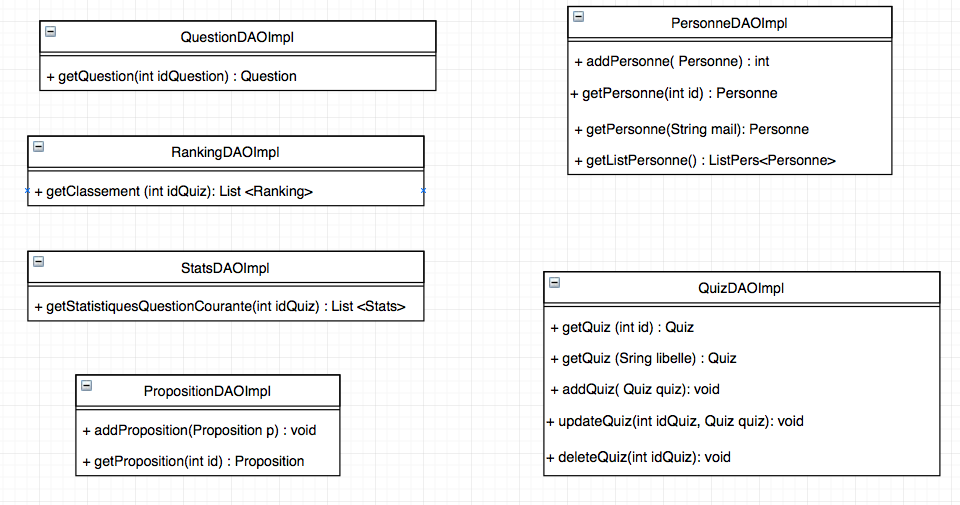 QuestionDAOImpl
+ getQuestion(int idQuestion) : Question
RankingDAOImpl
+ getClassement (int idQuiz): List <Ranking>
StatsDAOImpl
+ getStatistiquesQuestionCourante(int idQuiz) : List <Stats>
PropositionDAOImpl
+ addProposition(Proposition p) : void
+ getProposition(int id) : Proposition
PersonneDAOImpl
+ addPersonne( Personne) : int
+ getPersonne(int id) : Personne
+ getPersonne(String mail): Personne
+ getListPersonne() : ListPers<Personne>
QuizDAOImpl
+ getQuiz (int id) : Quiz
+ getQuiz (Sring libelle) : Quiz
+ addQuiz( Quiz quiz): void
+ updateQuiz(int idQuiz, Quiz quiz): void
+ deleteQuiz(int idQuiz): void